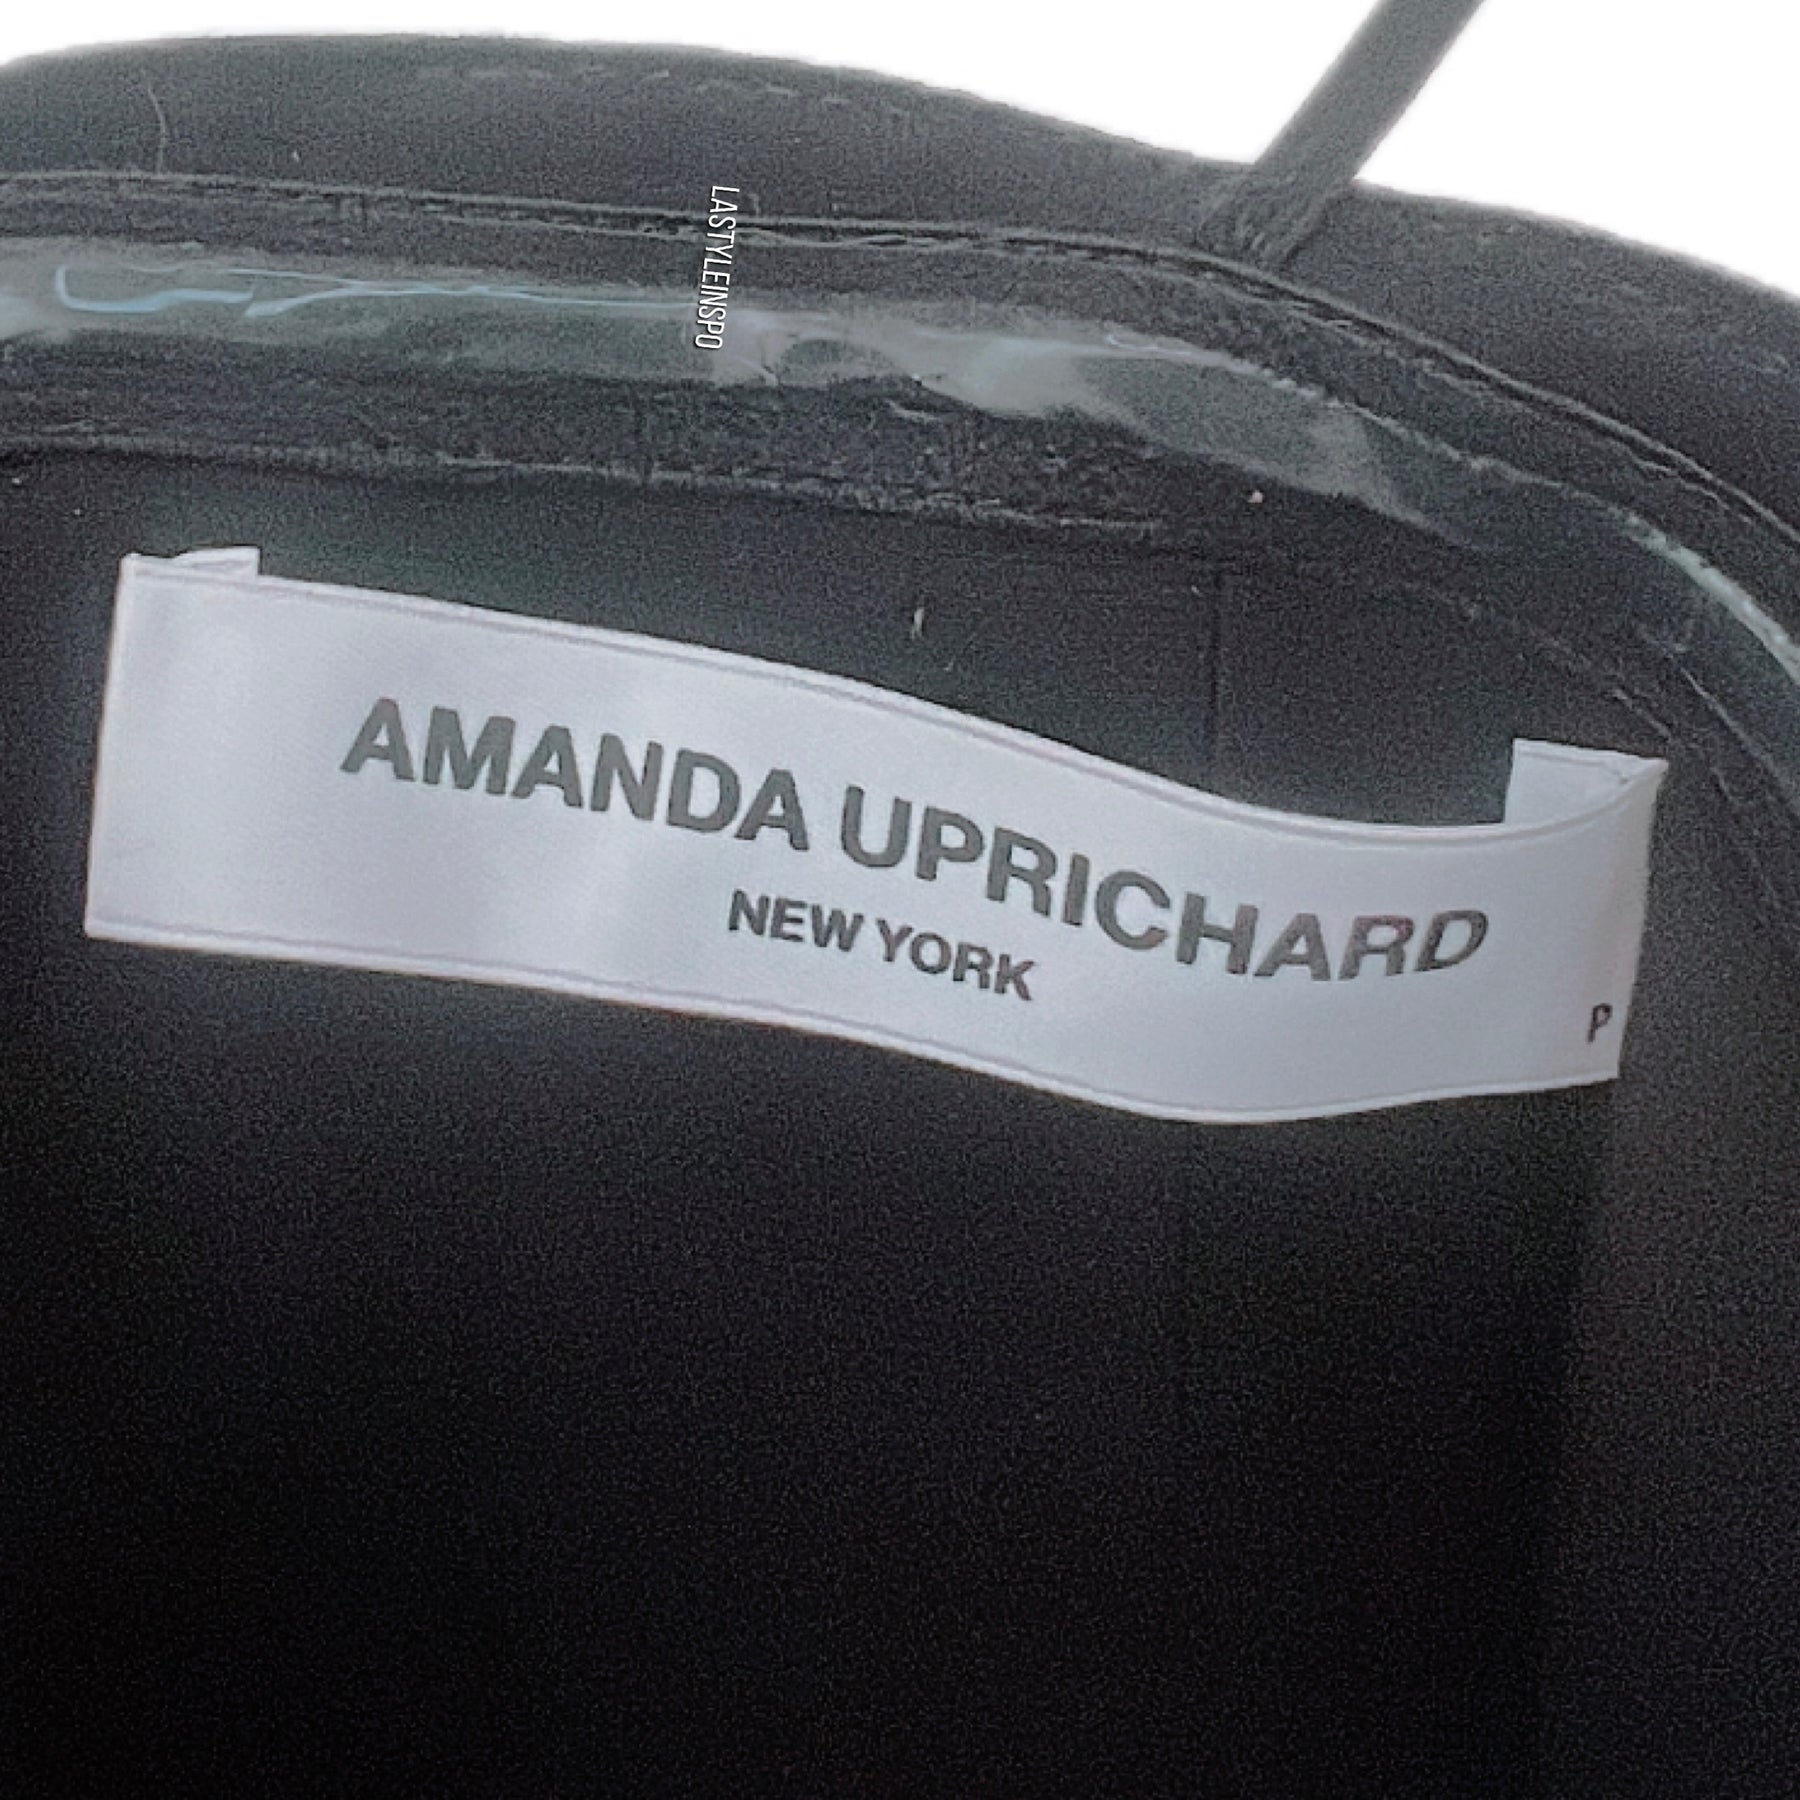 LASTYLEINSPO
AMANDA UPRICHARD
NEW YORK
P